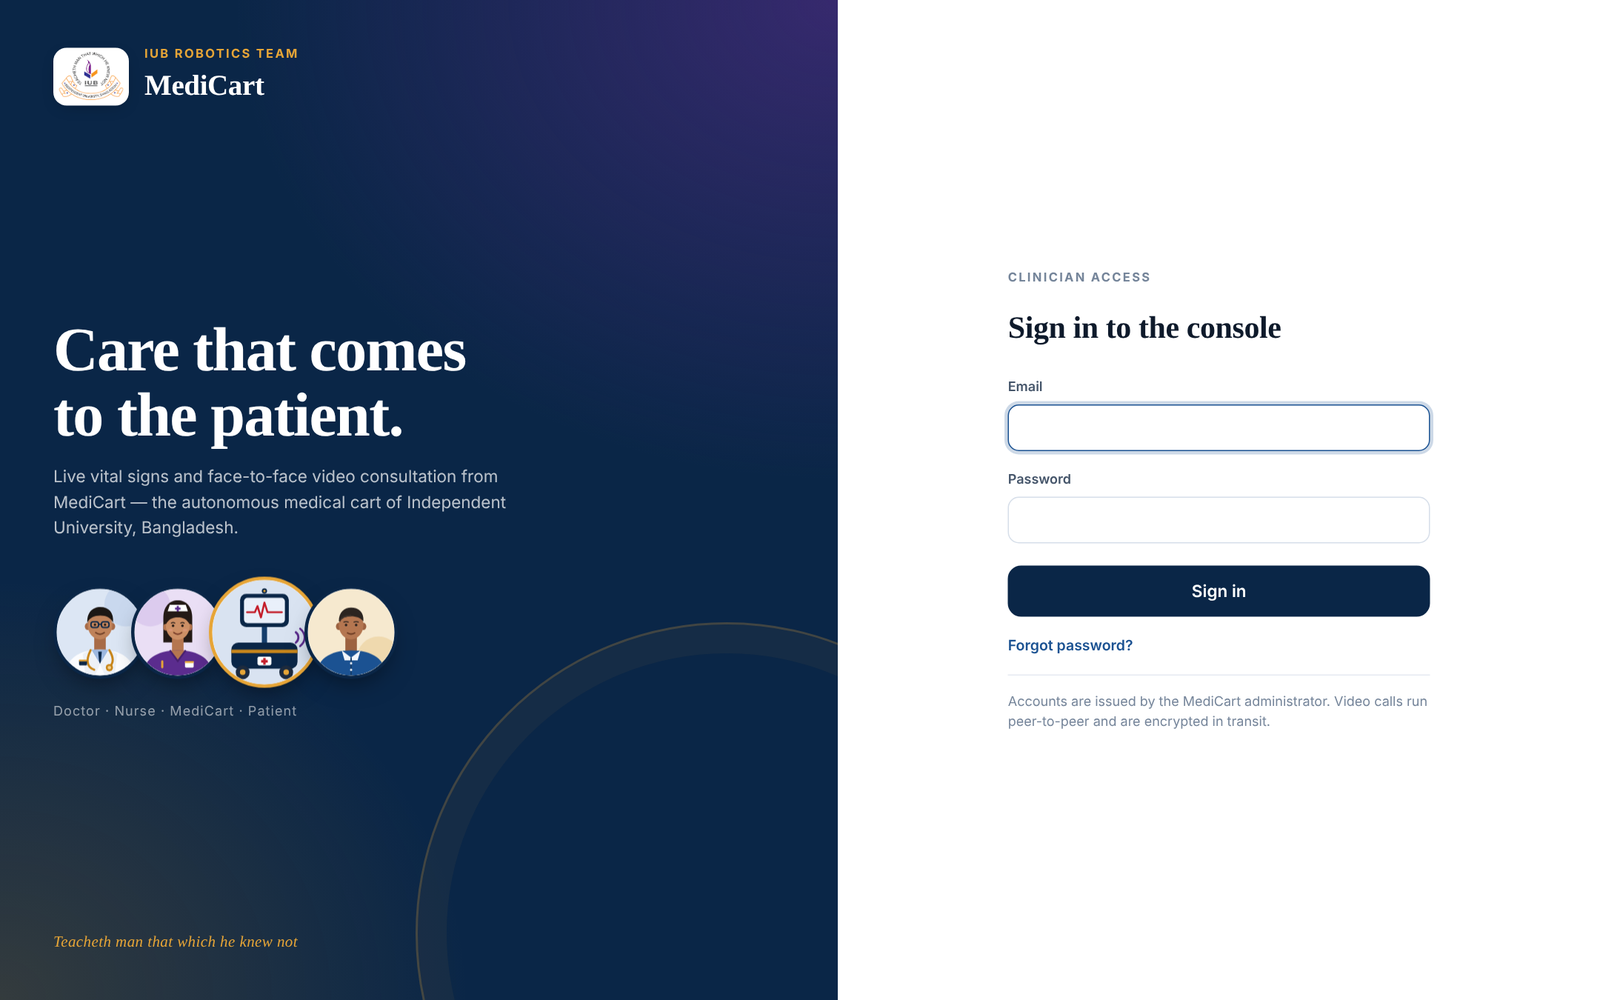 IUB ROBOTICS TEAM
MediCart
IUB
Care that comes
to the patient.
Live vital signs and face-to-face video consultation from
MediCart — the autonomous medical cart of Independent
University, Bangladesh.
Doctor · Nurse · MediCart · Patient
Teacheth man that which he knew not
CLINICIAN ACCESS
Sign in to the console
Email
Password
Sign in
Forgot password?
Accounts are issued by the MediCart administrator. Video calls run
peer-to-peer and are encrypted in transit.